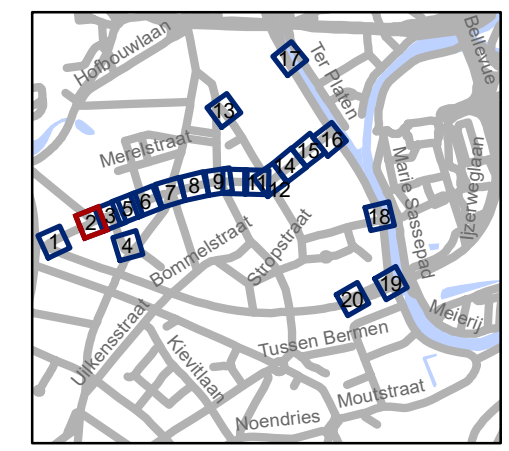 Hofbouwlaan
Bellevue
17
Ter Platen
13
Merelstraat
16
15
14
Ijzerweglaan
Marie Sassepad
11
12
9
8
7
6
5
3
2
1
4
18
Bommelstraat
Stropstraat
19
20
Meierij
Uilkensstraat
Tussen Bermen
Kievitlaan
Moutstraat
Noendries